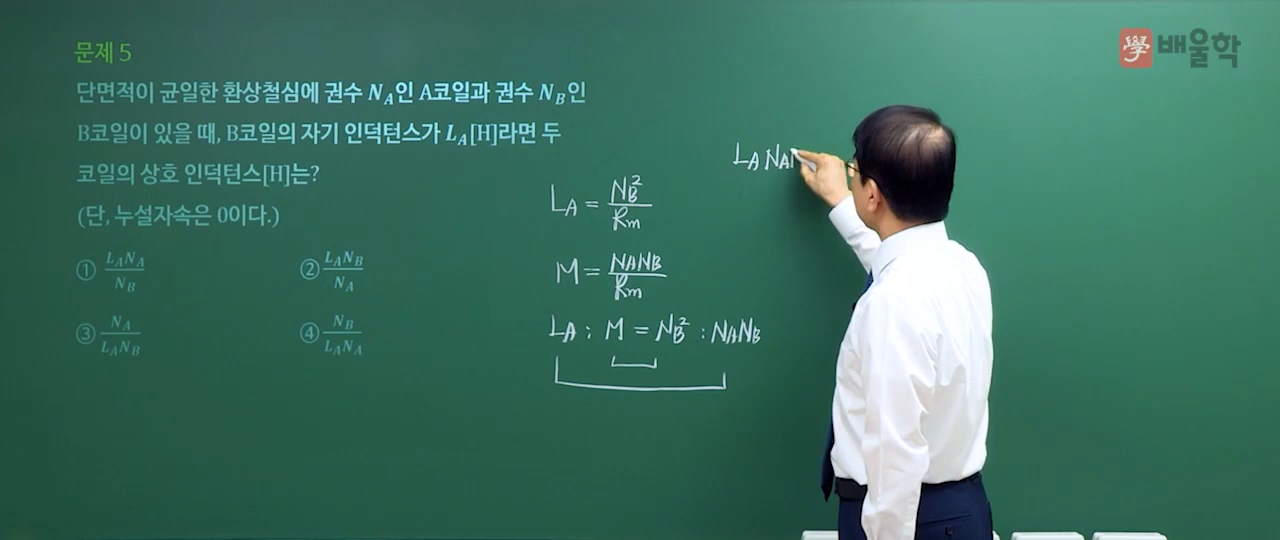 學 배울학
문제 5
단면적이 균일한 환상철심에 권수 N_A인 A코일과 권수 N_B인
B코일이 있을 때, B코일의 자기 인덕턴스가 L_A[H]라면 두
코일의 상호 인덕턴스[H]는?
(단, 누설자속은 0이다.)
① L_A N_A / N_B ② L_A N_B / N_A
③ N_A / L_A N_B ④ N_B / L_A N_A
L_A = N_B² / R_m
M = N_A N_B / R_m
L_A : M = N_B² : N_A N_B
L_A N_A